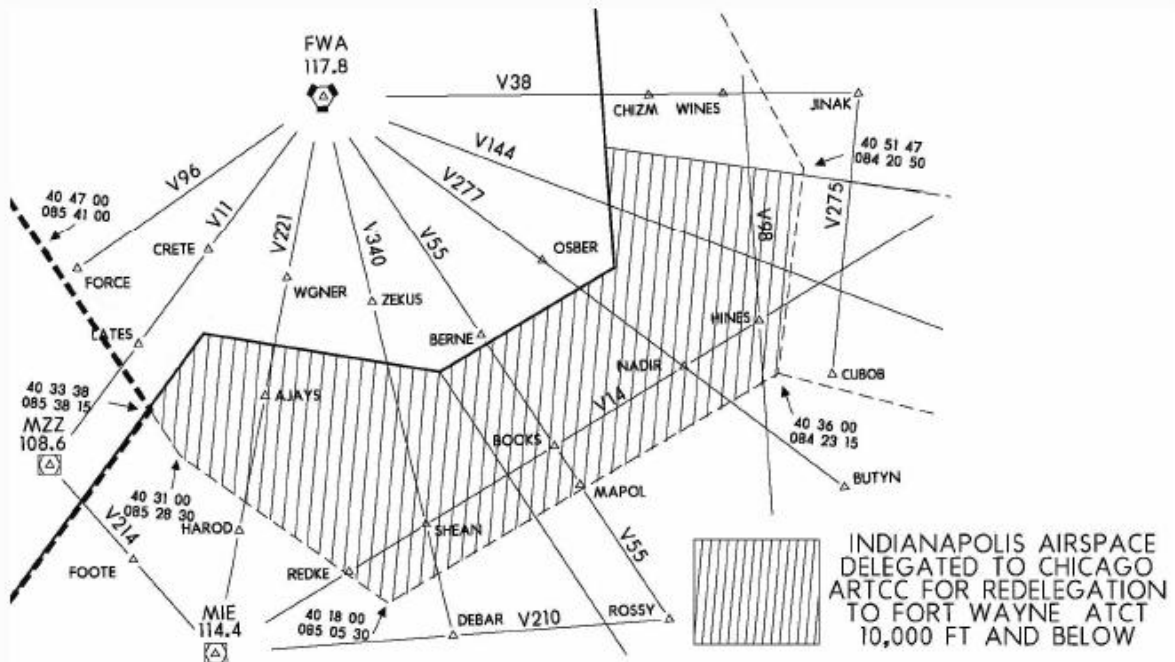 FWA
117.8
V38
CHIZM
WINES
JINAK
V144
40 51 47
084 20 50
V96
V277
40 47 00
085 41 00
V11
V221
V340
V55
V98
V275
CRETE
OSBER
FORCE
WGNER
ZEKUS
LATES
BERNE
HINES
NADIR
CUBOB
40 33 38
085 38 15
AJAYS
V14
MZZ
108.6
40 36 00
084 23 15
BOOKS
BUTYN
MAPOL
40 31 00
085 28 30
HAROD
SHEAN
V214
V55
FOOTE
REDKE
MIE
114.4
40 18 00
085 05 30
DEBAR
V210
ROSSY
INDIANAPOLIS AIRSPACE
DELEGATED TO CHICAGO
ARTCC FOR REDELEGATION
TO FORT WAYNE ATCT
10,000 FT AND BELOW